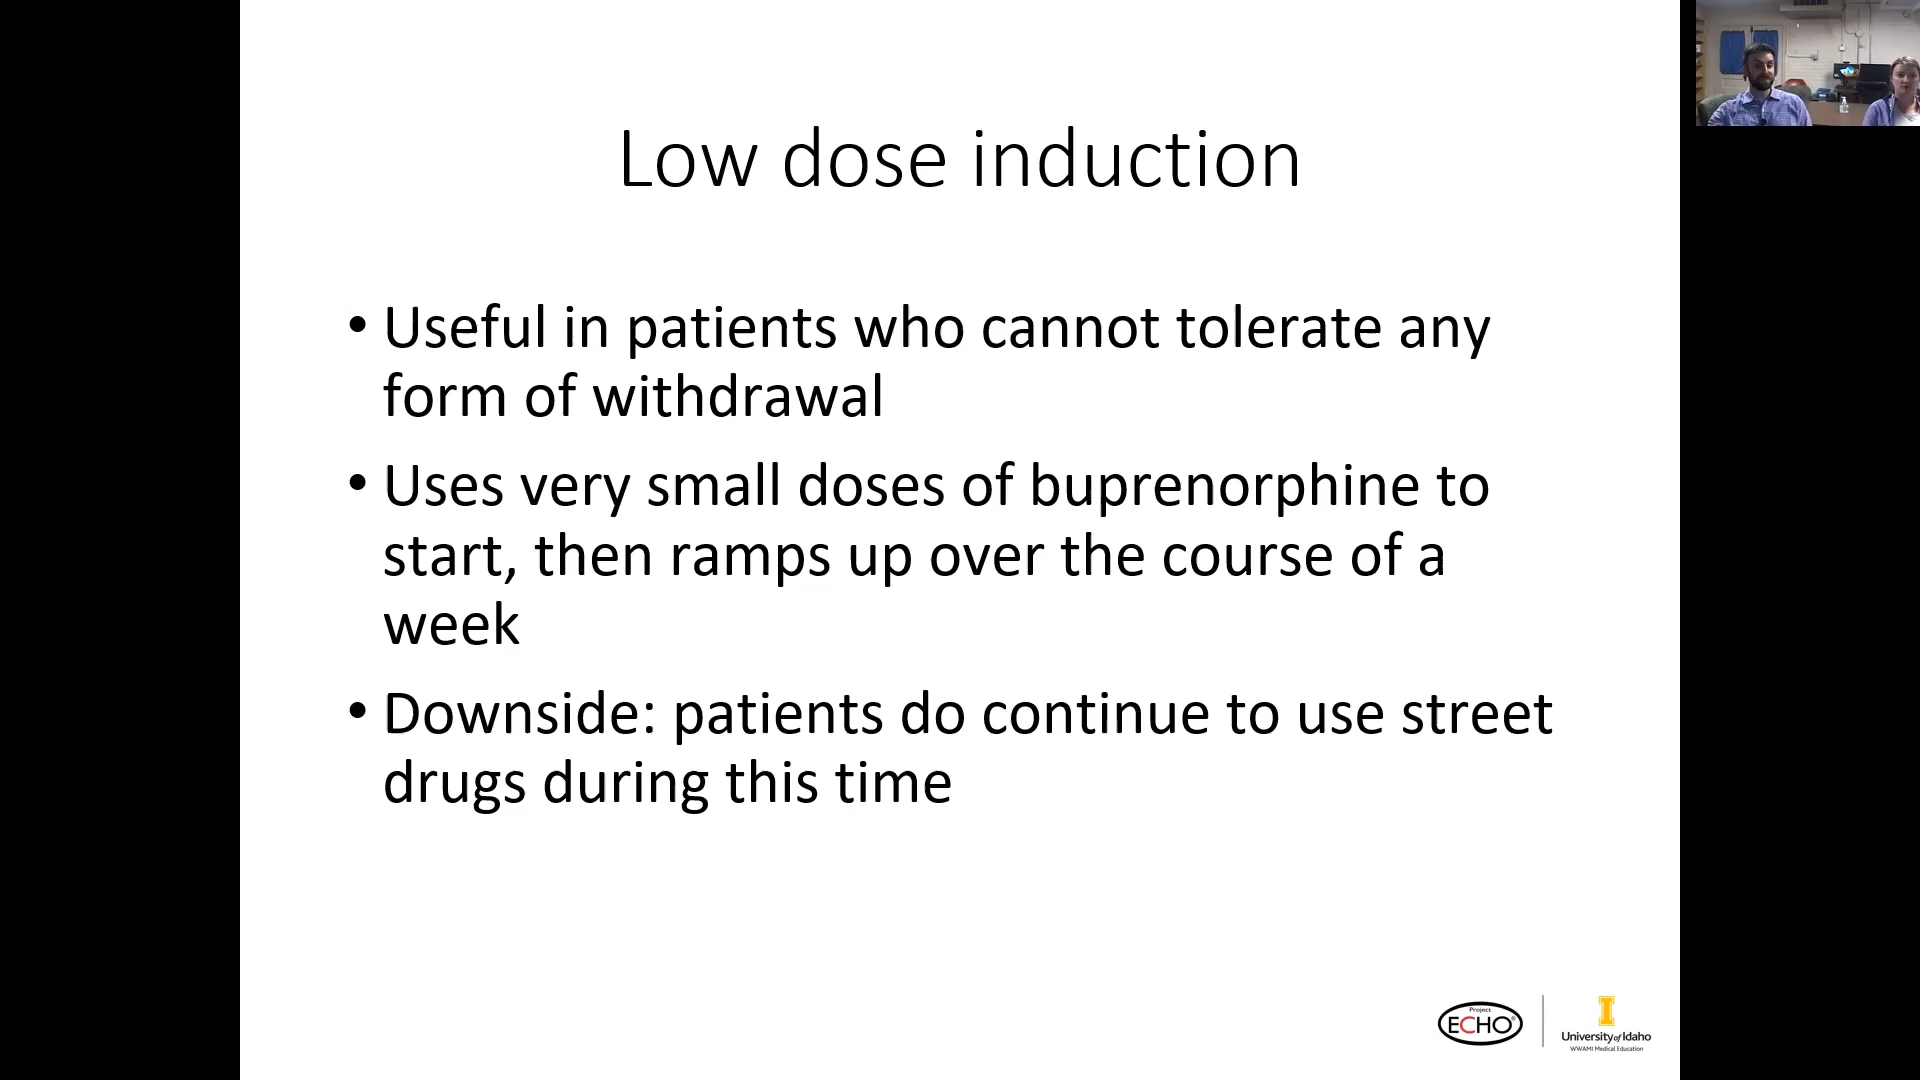 Low dose induction
• Useful in patients who cannot tolerate any
form of withdrawal
• Uses very small doses of buprenorphine to
start, then ramps up over the course of a
week
• Downside: patients do continue to use street
drugs during this time
Project
ECHO®
University of Idaho
WWAMI Medical Education